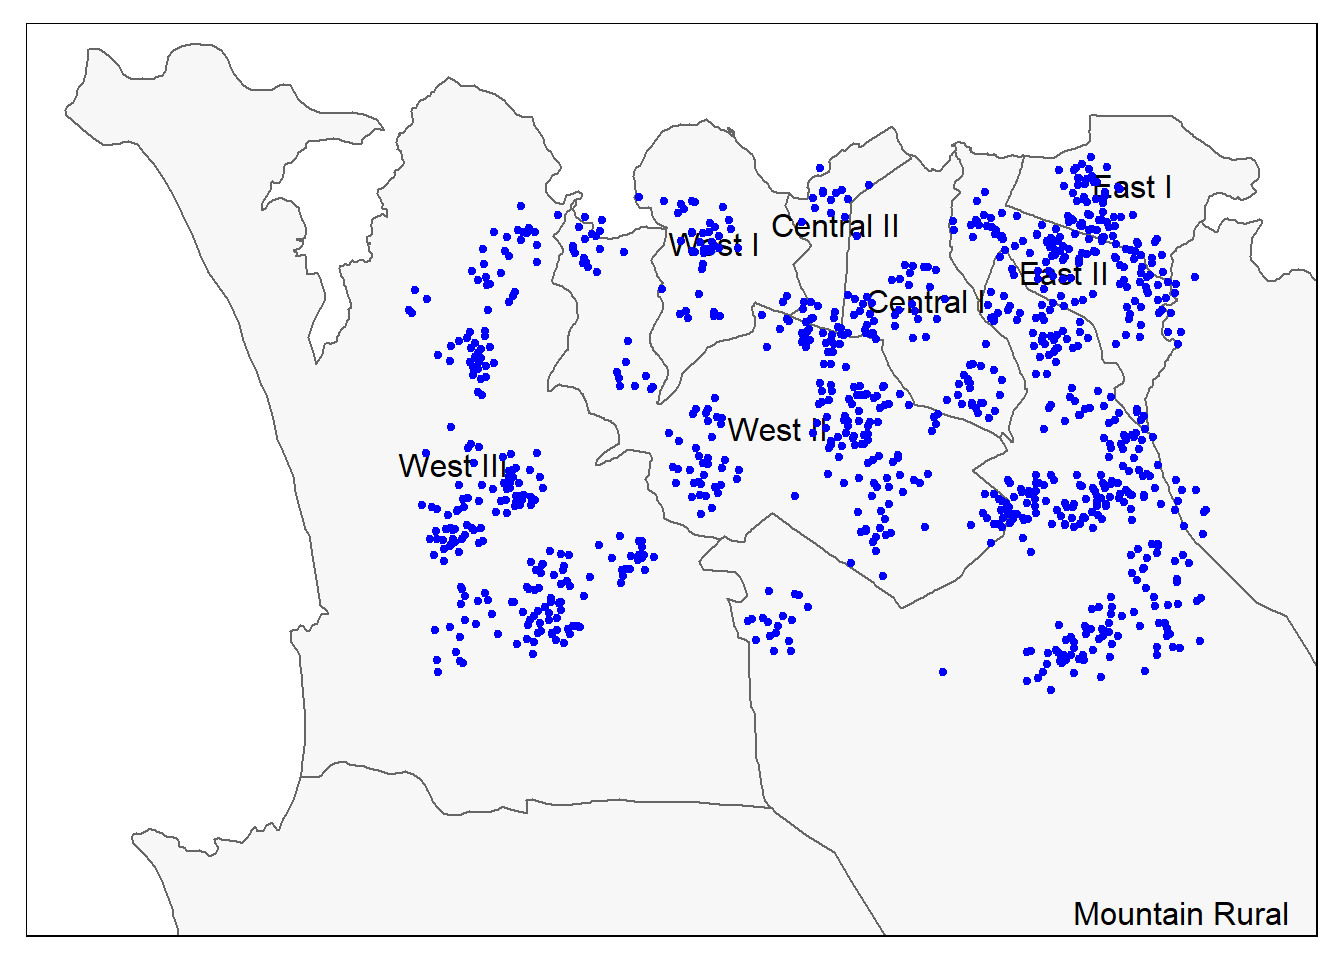 East I
Central II
West I
East II
Central I
West II
West III
Mountain Rural